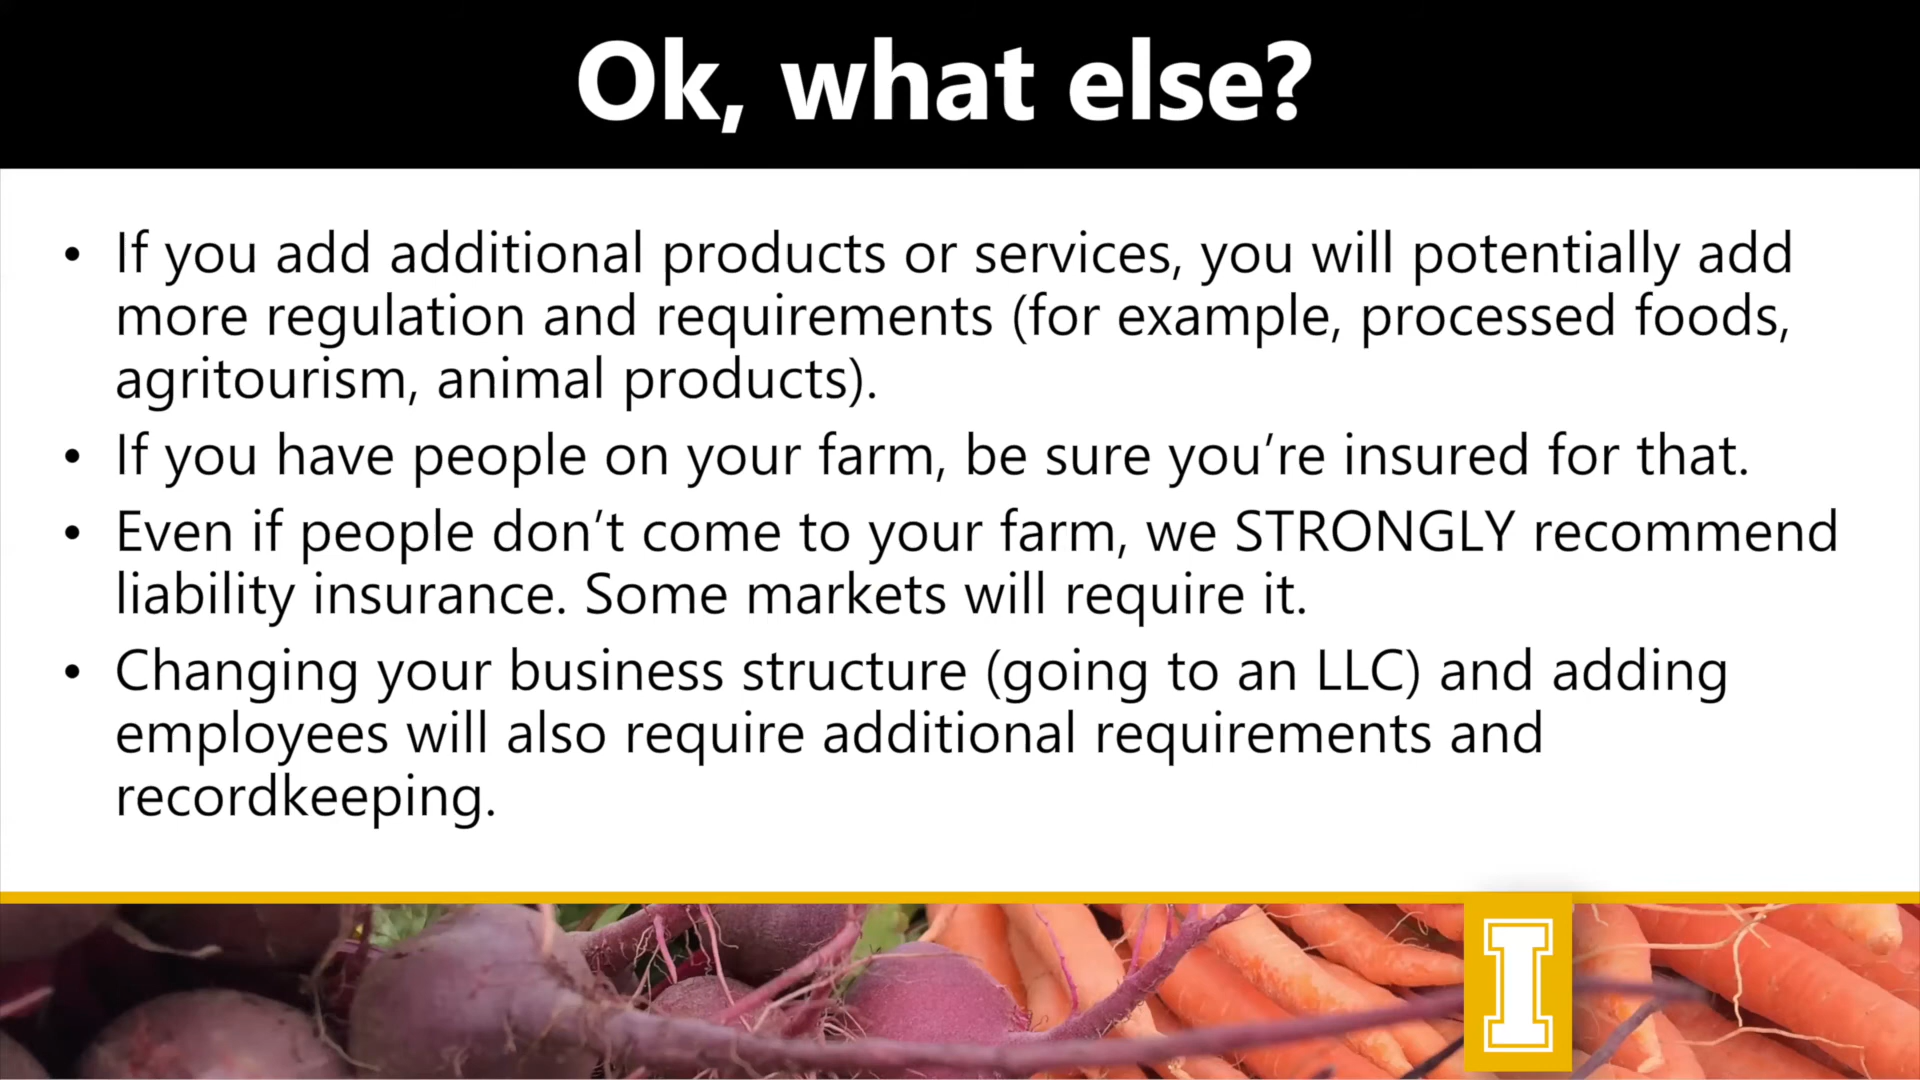 Ok, what else?
• If you add additional products or services, you will potentially add
more regulation and requirements (for example, processed foods,
agritourism, animal products).
• If you have people on your farm, be sure you’re insured for that.
• Even if people don’t come to your farm, we STRONGLY recommend
liability insurance. Some markets will require it.
• Changing your business structure (going to an LLC) and adding
employees will also require additional requirements and
recordkeeping.
I